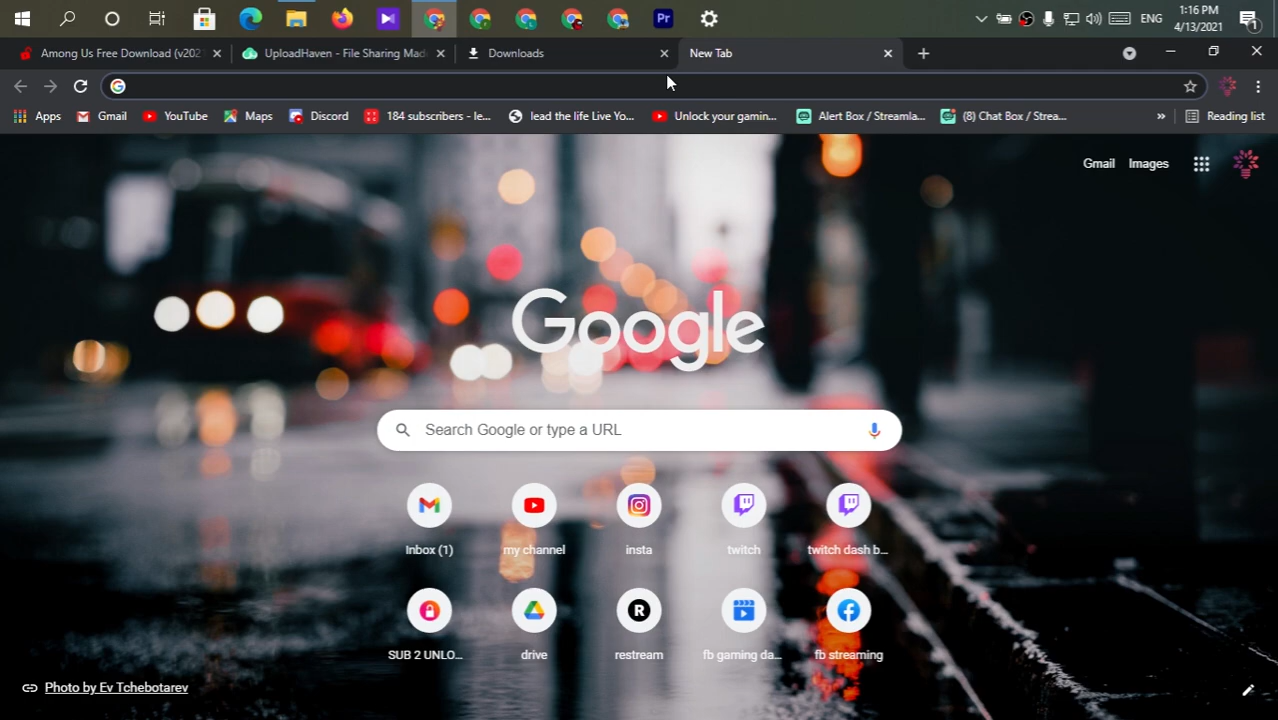 ENG
1:16 PM
4/13/2021
1
Among Us Free Download (v202
UploadHaven - File Sharing Mad
Downloads
New Tab
Apps
Gmail
YouTube
Maps
Discord
184 subscribers - le...
lead the life Live Yo...
Unlock your gamin...
Alert Box / Streamla...
(8) Chat Box / Strea...
»
Reading list
Gmail
Images
Google
Search Google or type a URL
Inbox (1)
my channel
insta
twitch
twitch dash b...
SUB 2 UNLO...
drive
restream
fb gaming da...
fb streaming
Photo by Ev Tchebotarev